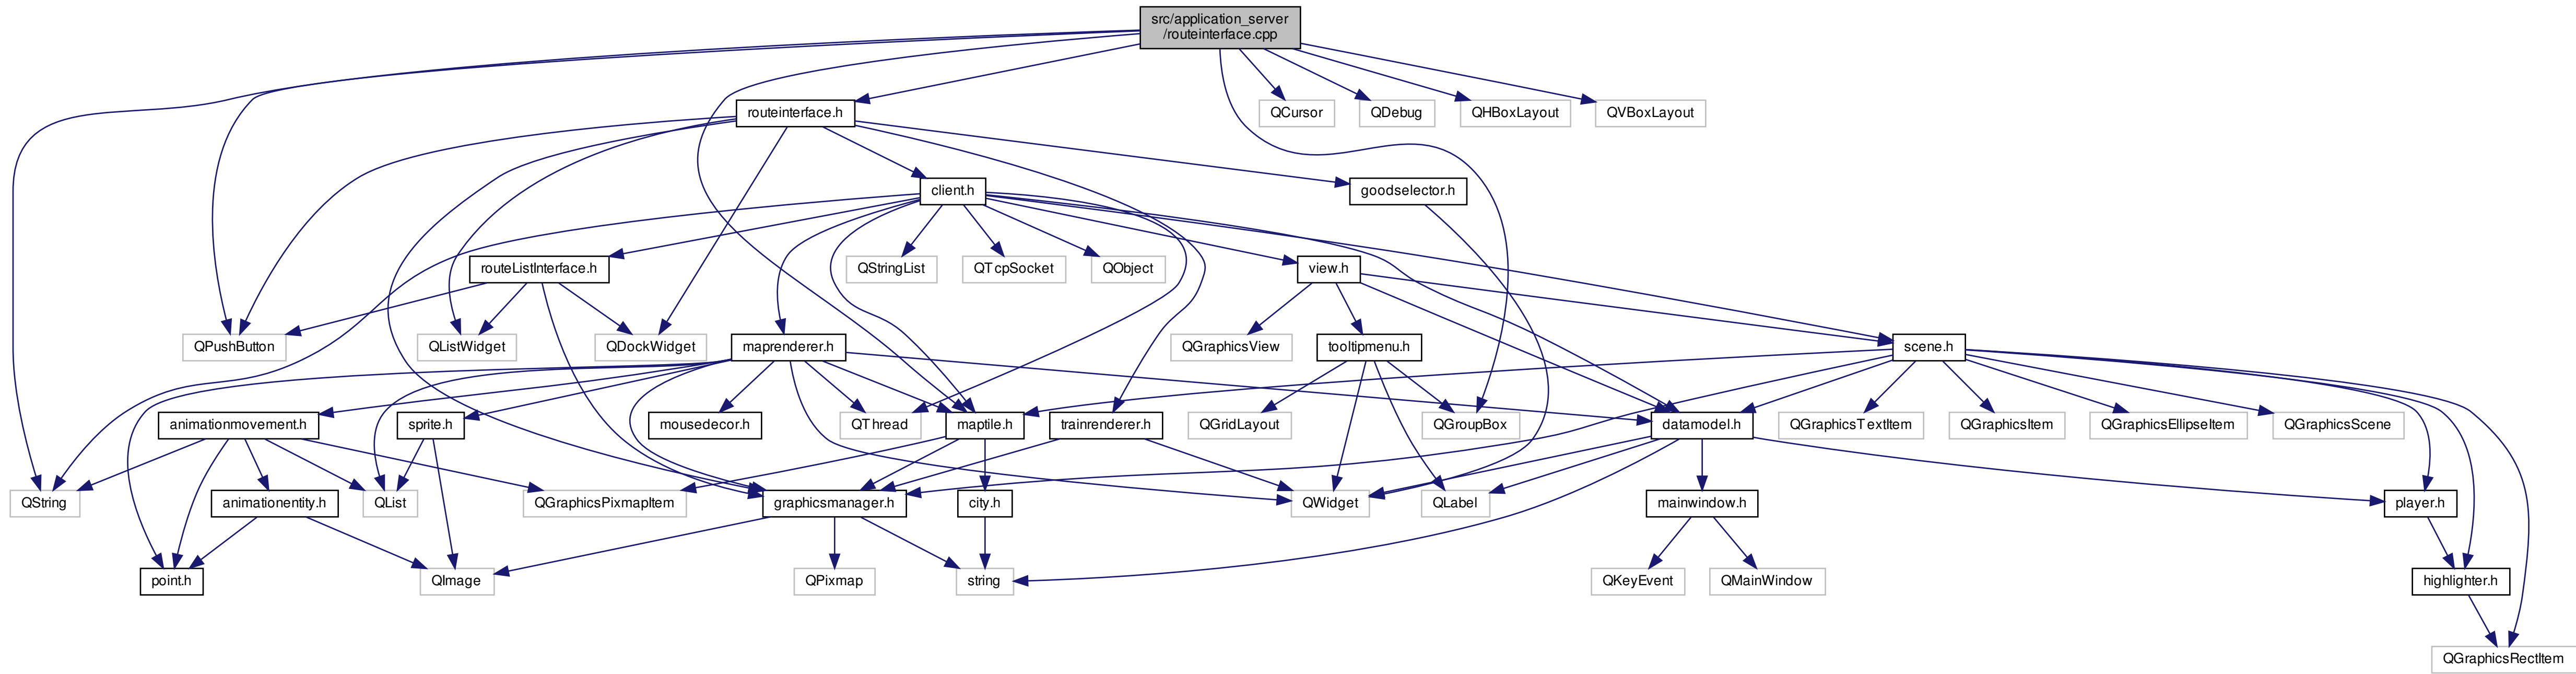 src/application_server
/routeinterface.cpp
routeinterface.h
QCursor
QDebug
QHBoxLayout
QVBoxLayout
client.h
goodselector.h
routeListInterface.h
QStringList
QTcpSocket
QObject
view.h
QPushButton
QListWidget
QDockWidget
maprenderer.h
QGraphicsView
tooltipmenu.h
scene.h
animationmovement.h
sprite.h
mousedecor.h
QThread
maptile.h
trainrenderer.h
QGridLayout
QGroupBox
datamodel.h
QGraphicsTextItem
QGraphicsItem
QGraphicsEllipseItem
QGraphicsScene
QString
animationentity.h
QList
QGraphicsPixmapItem
graphicsmanager.h
city.h
QWidget
QLabel
mainwindow.h
player.h
point.h
QImage
QPixmap
string
QKeyEvent
QMainWindow
highlighter.h
QGraphicsRectItem